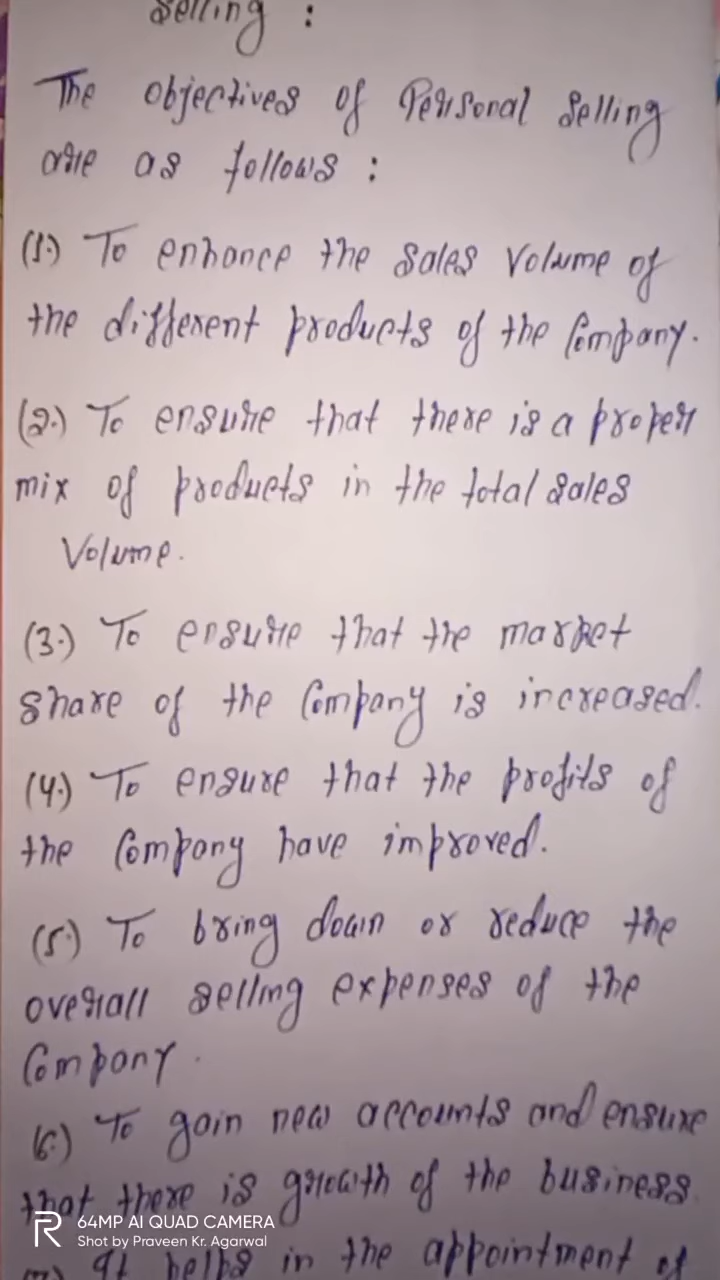 Selling :
The objectives of Personal Selling
are as follows :
(1.) To enhance the sales Volume of
the different products of the Company.
(2.) To ensure that there is a proper
mix of products in the total sales
Volume.
(3.) To ensure that the market
share of the Company is increased.
(4.) To ensure that the profits of
the Company have improved.
(5.) To bring down or reduce the
overall selling expenses of the
Company.
(6.) To gain new accounts and ensure
that there is growth of the business.
(7.) It helps in the appointment of
R
64MP AI QUAD CAMERA
Shot by Praveen Kr. Agarwal